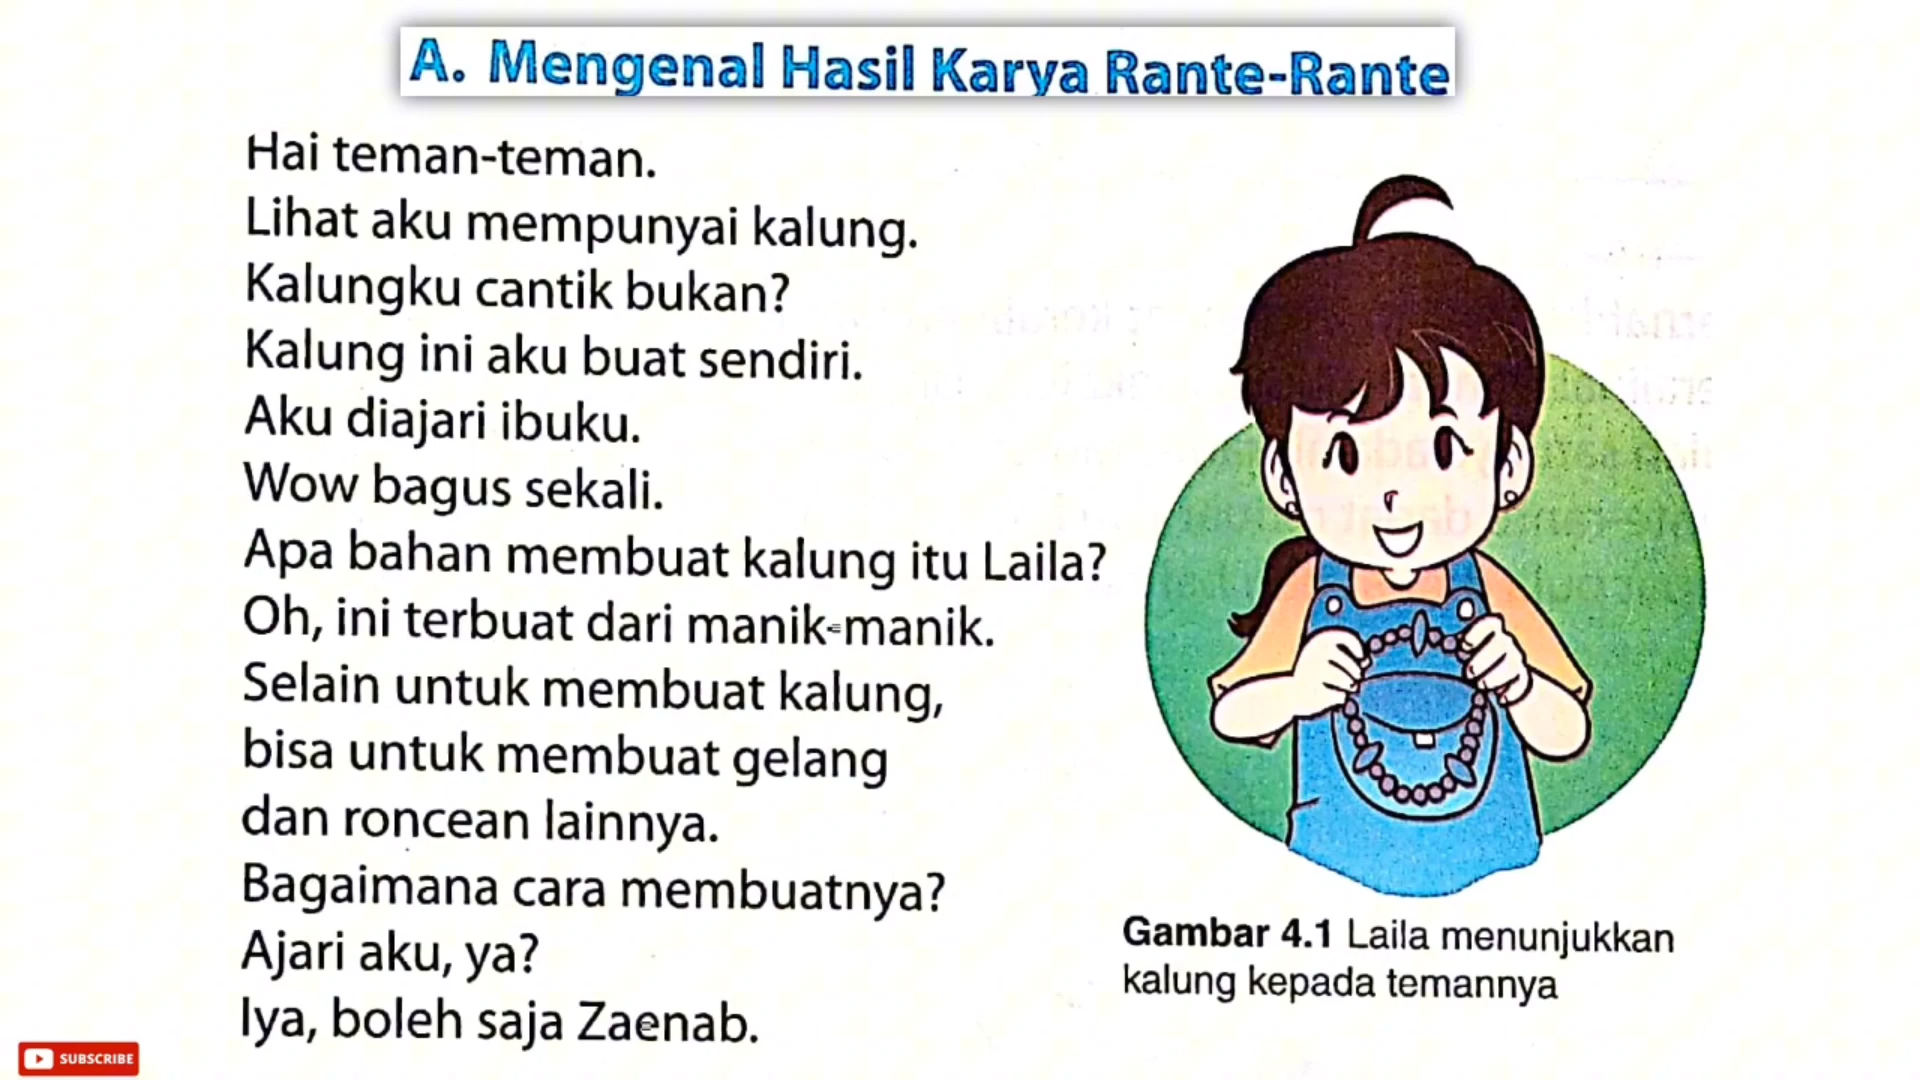 A. Mengenal Hasil Karya Rante-Rante
Hai teman-teman.
Lihat aku mempunyai kalung.
Kalungku cantik bukan?
Kalung ini aku buat sendiri.
Aku diajari ibuku.
Wow bagus sekali.
Apa bahan membuat kalung itu Laila?
Oh, ini terbuat dari manik-manik.
Selain untuk membuat kalung,
bisa untuk membuat gelang
dan roncean lainnya.
Bagaimana cara membuatnya?
Ajari aku, ya?
Iya, boleh saja Zaenab.
Gambar 4.1 Laila menunjukkan
kalung kepada temannya
SUBSCRIBE